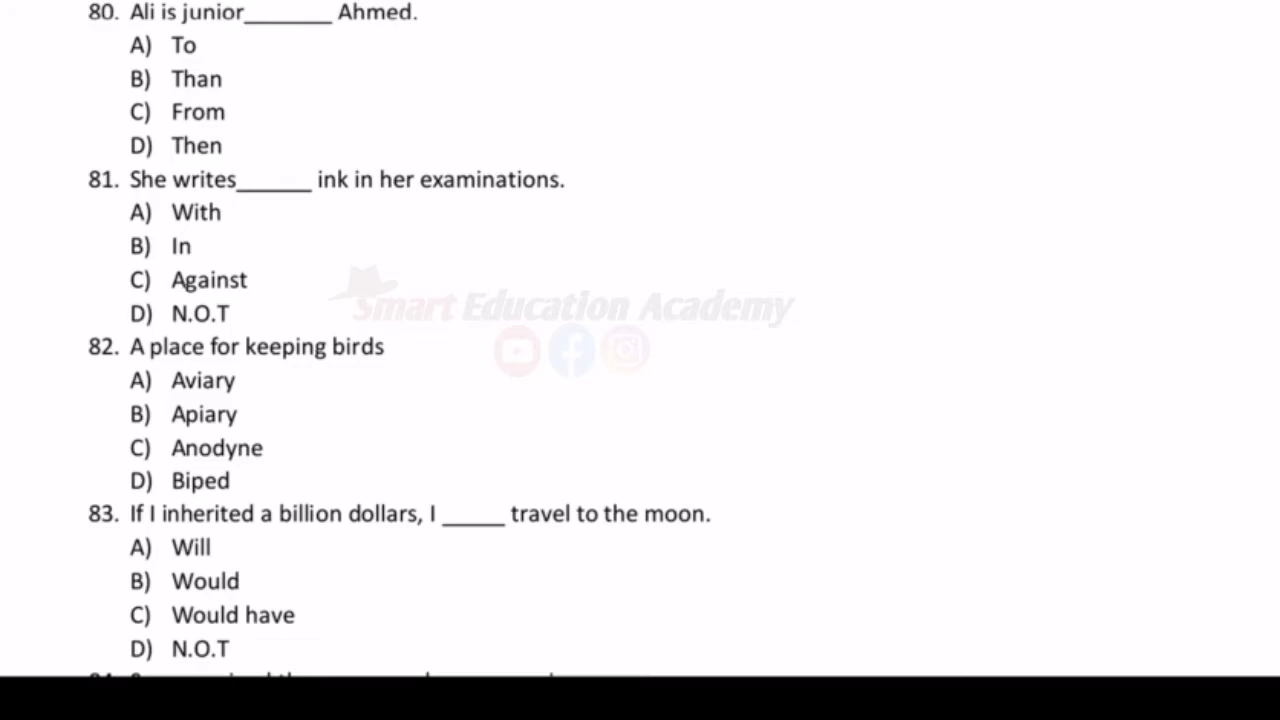 80. Ali is junior________ Ahmed.
A) To
B) Than
C) From
D) Then
81. She writes_______ ink in her examinations.
A) With
B) In
C) Against
D) N.O.T
Smart Education Academy
82. A place for keeping birds
A) Aviary
B) Apiary
C) Anodyne
D) Biped
83. If I inherited a billion dollars, I ______ travel to the moon.
A) Will
B) Would
C) Would have
D) N.O.T